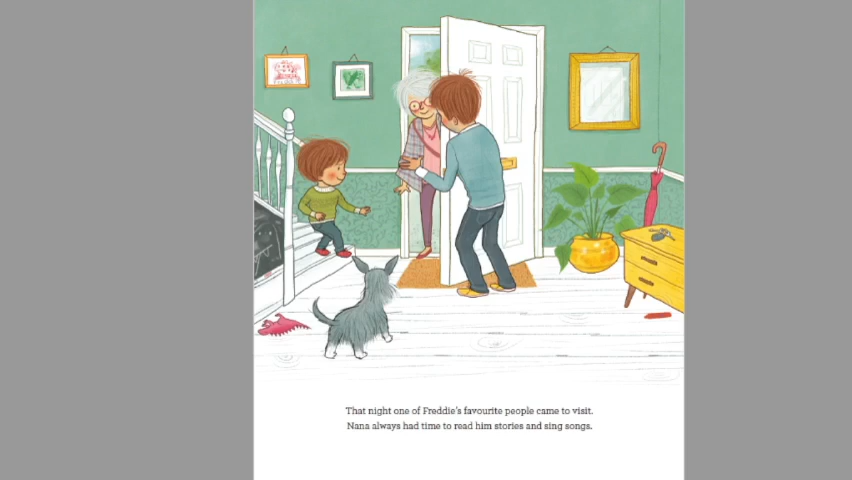 That night one of Freddie's favourite people came to visit.
Nana always had time to read him stories and sing songs.